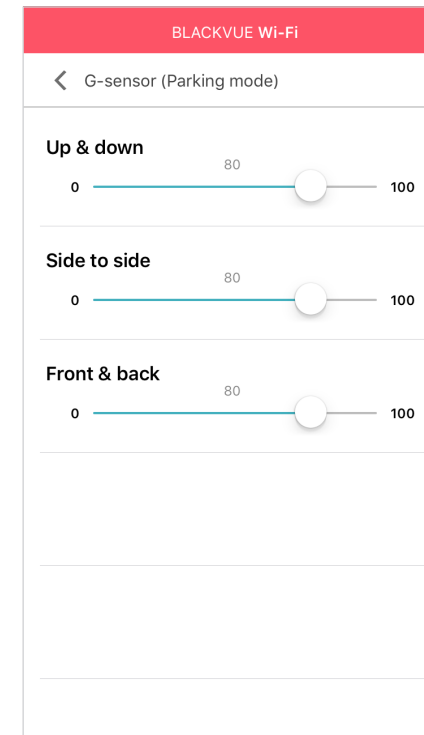 BLACKVUE Wi-Fi
G-sensor (Parking mode)
Up & down
80
0 100
Side to side
80
0 100
Front & back
80
0 100